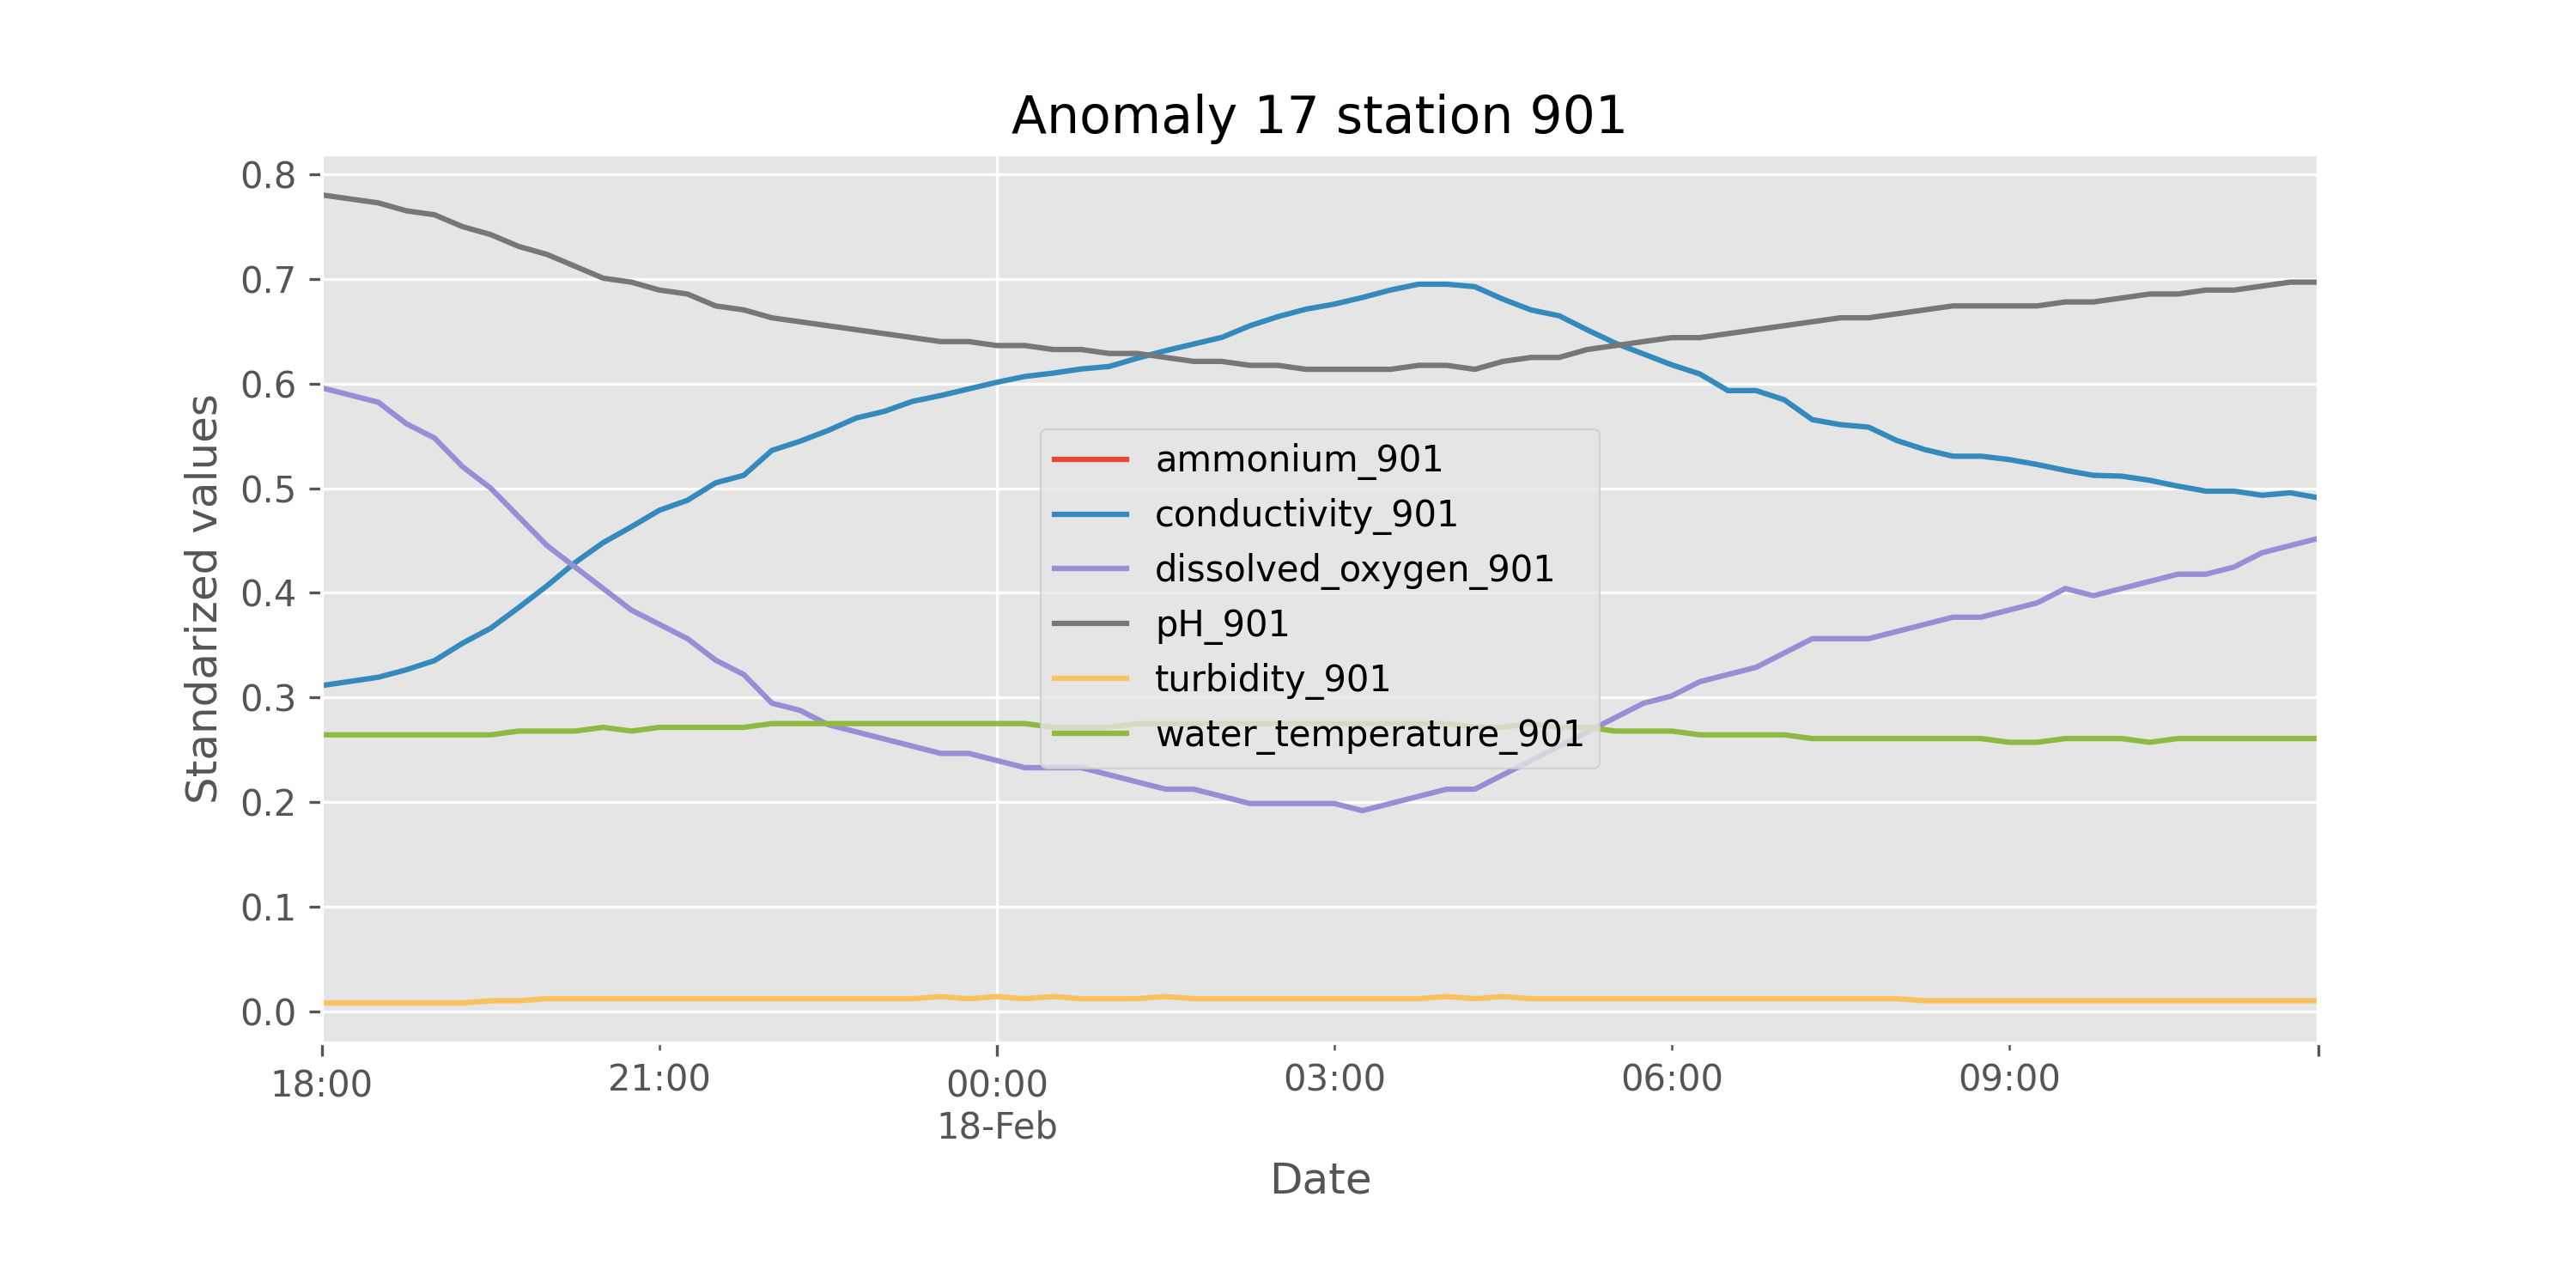 Anomaly 17 station 901
0.8
0.7
0.6
0.5
0.4
0.3
0.2
0.1
0.0
Standarized values
ammonium_901
conductivity_901
dissolved_oxygen_901
pH_901
turbidity_901
water_temperature_901
18:00
21:00
00:00
18-Feb
03:00
06:00
09:00
Date